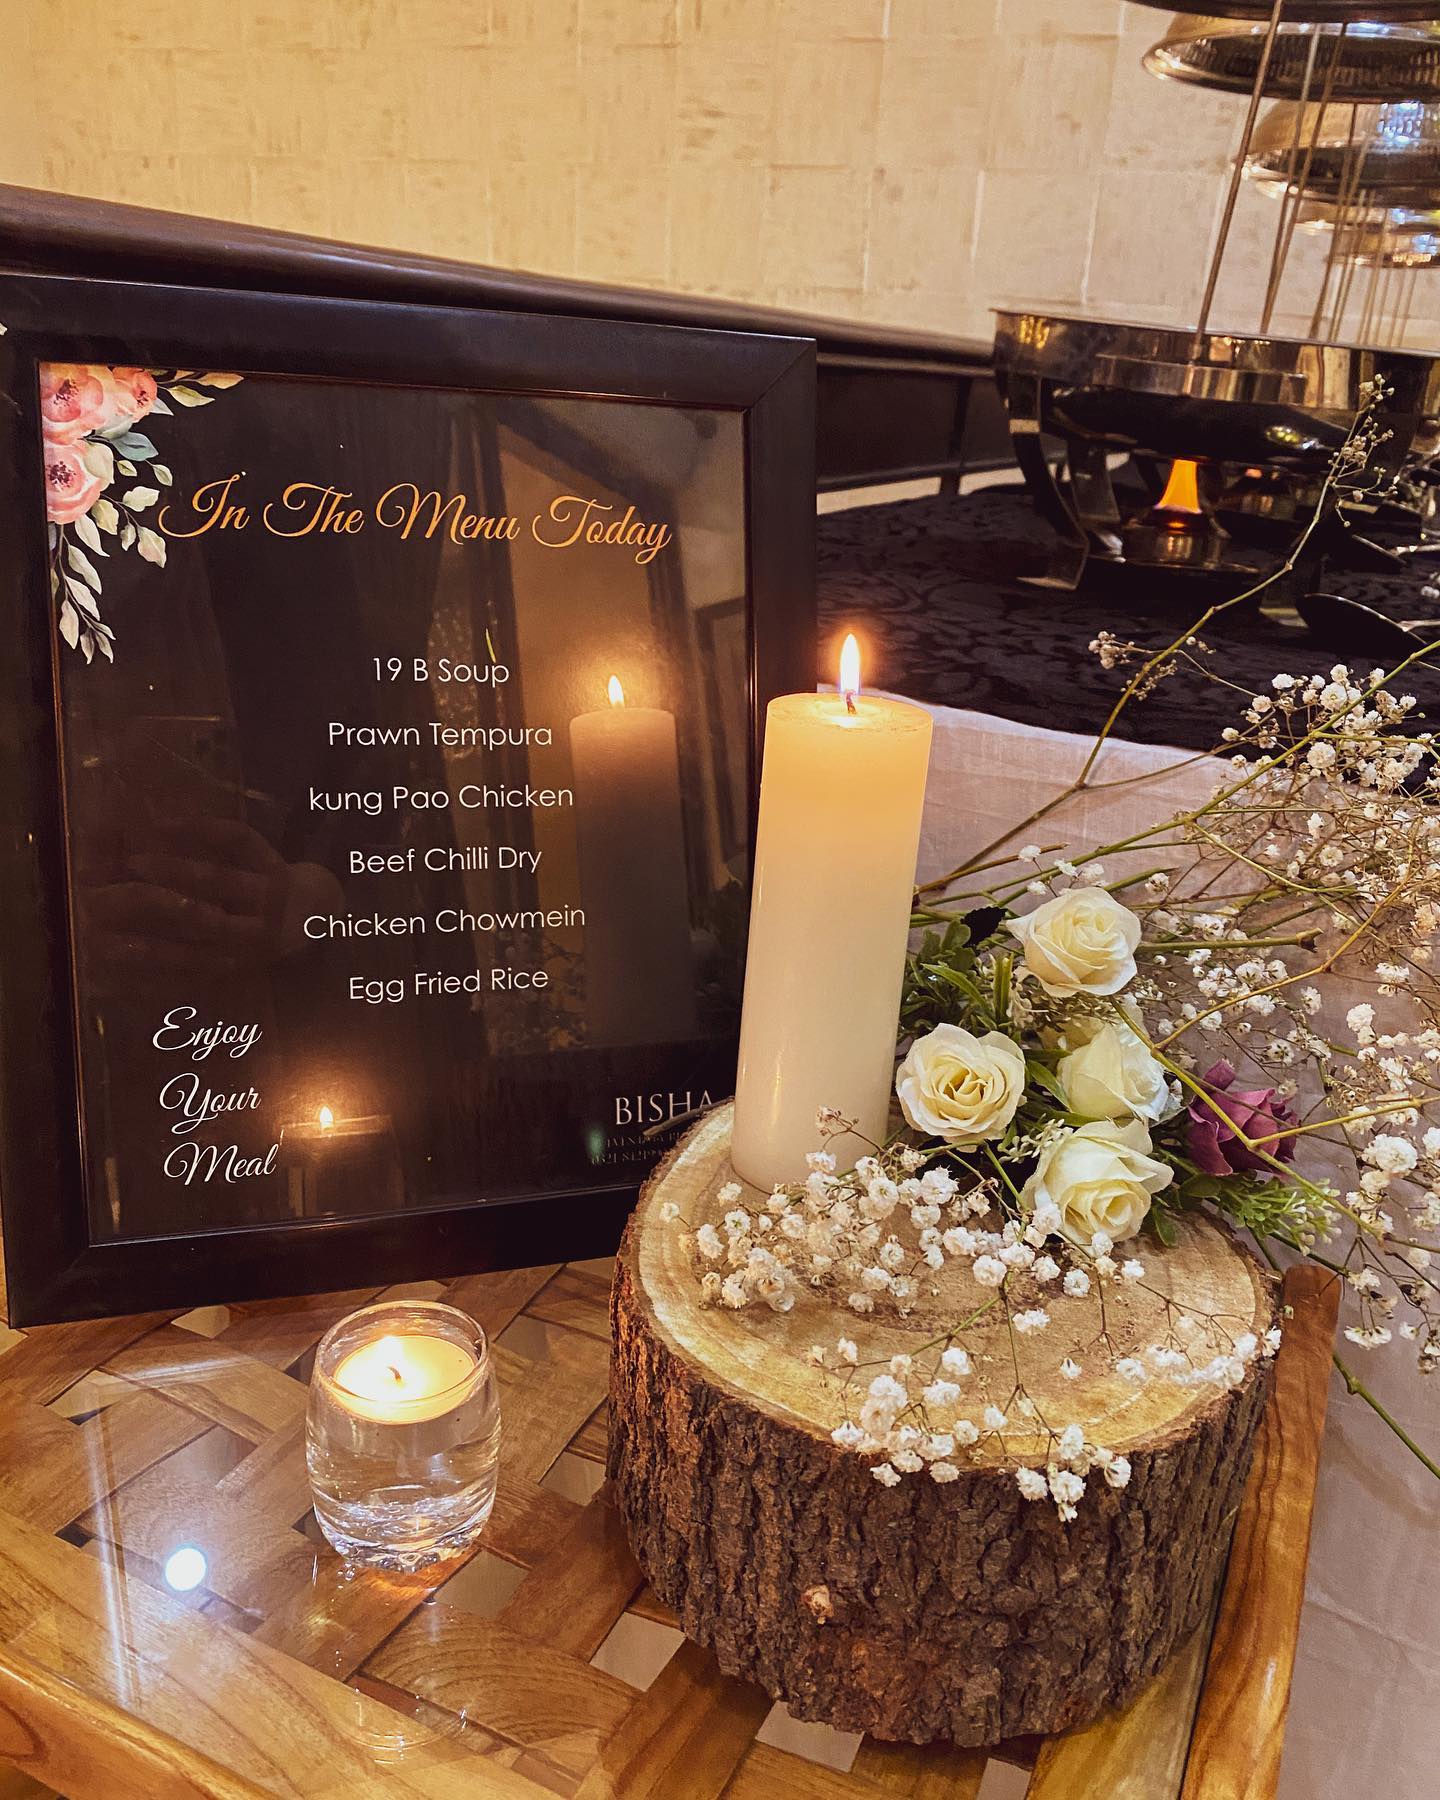 In The Menu Today
19 B Soup
Prawn Tempura
kung Pao Chicken
Beef Chilli Dry
Chicken Chowmein
Egg Fried Rice
Enjoy
Your
Meal
BISHA